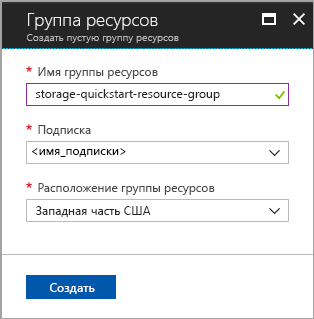 Группа ресурсов
Создать пустую группу ресурсов
* Имя группы ресурсов
storage-quickstart-resource-group
* Подписка
<имя_подписки>
* Расположение группы ресурсов
Западная часть США
Создать